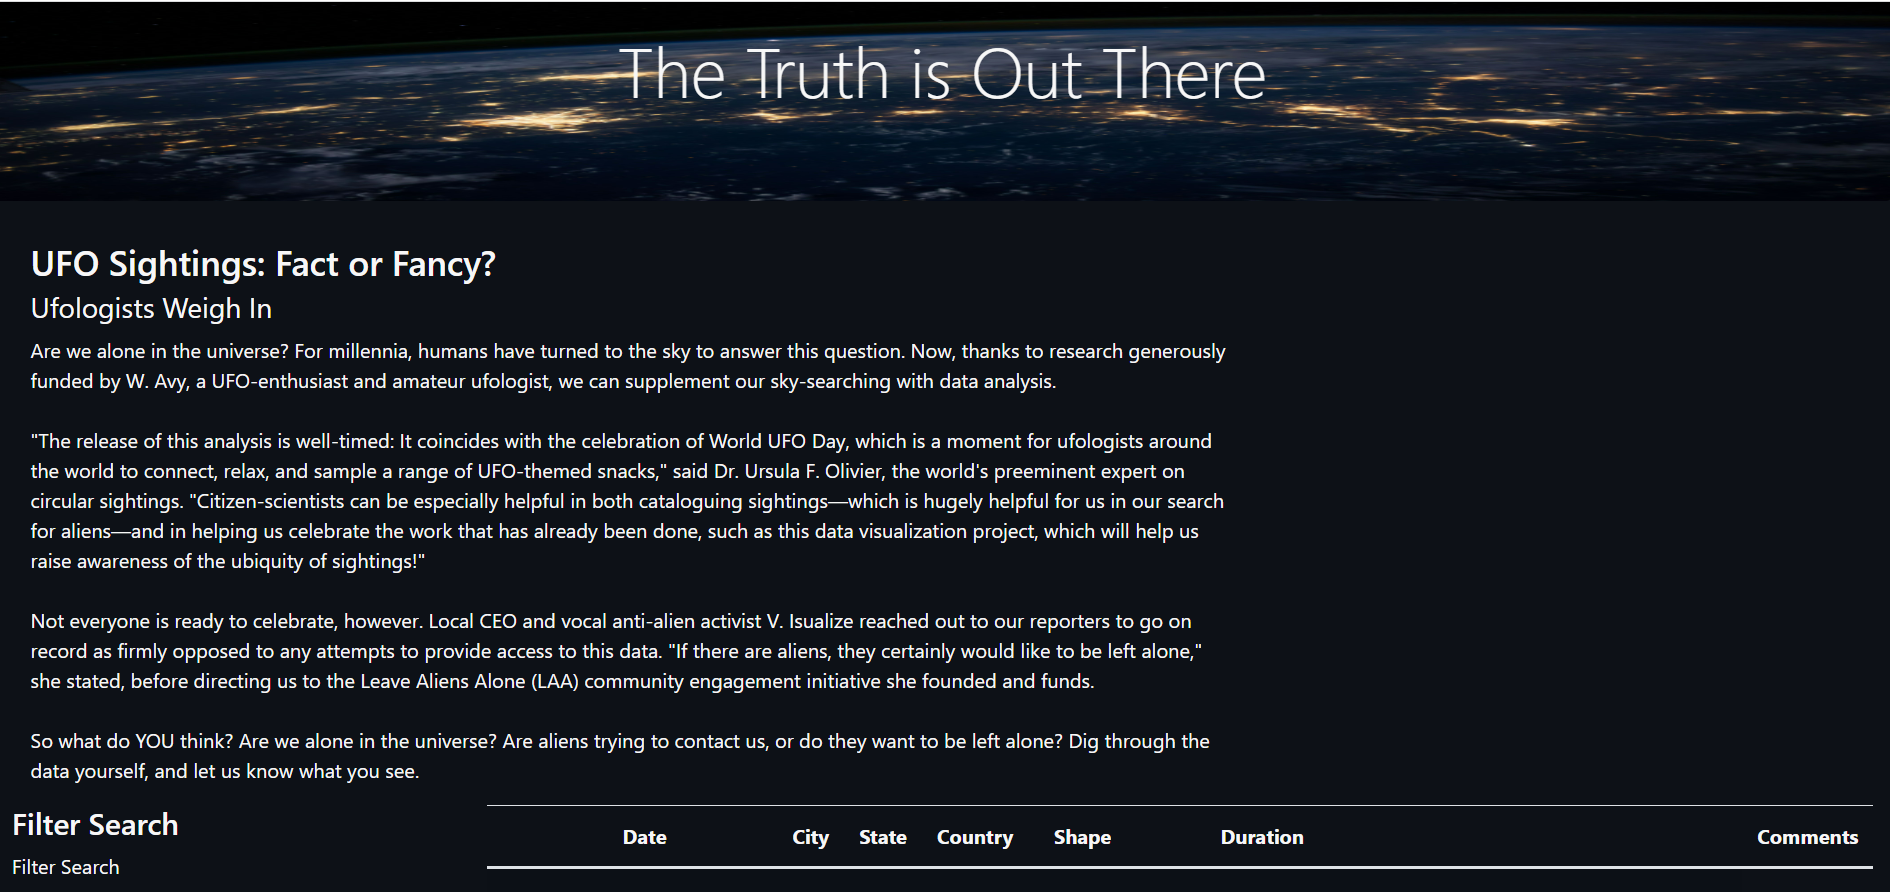 The Truth is Out There
UFO Sightings: Fact or Fancy?
Ufologists Weigh In
Are we alone in the universe? For millennia, humans have turned to the sky to answer this question. Now, thanks to research generously
funded by W. Avy, a UFO-enthusiast and amateur ufologist, we can supplement our sky-searching with data analysis.
"The release of this analysis is well-timed: It coincides with the celebration of World UFO Day, which is a moment for ufologists around
the world to connect, relax, and sample a range of UFO-themed snacks," said Dr. Ursula F. Olivier, the world's preeminent expert on
circular sightings. "Citizen-scientists can be especially helpful in both cataloguing sightings—which is hugely helpful for us in our search
for aliens—and in helping us celebrate the work that has already been done, such as this data visualization project, which will help us
raise awareness of the ubiquity of sightings!"
Not everyone is ready to celebrate, however. Local CEO and vocal anti-alien activist V. Isualize reached out to our reporters to go on
record as firmly opposed to any attempts to provide access to this data. "If there are aliens, they certainly would like to be left alone,"
she stated, before directing us to the Leave Aliens Alone (LAA) community engagement initiative she founded and funds.
So what do YOU think? Are we alone in the universe? Are aliens trying to contact us, or do they want to be left alone? Dig through the
data yourself, and let us know what you see.
Filter Search
Filter Search
Date City State Country Shape Duration Comments